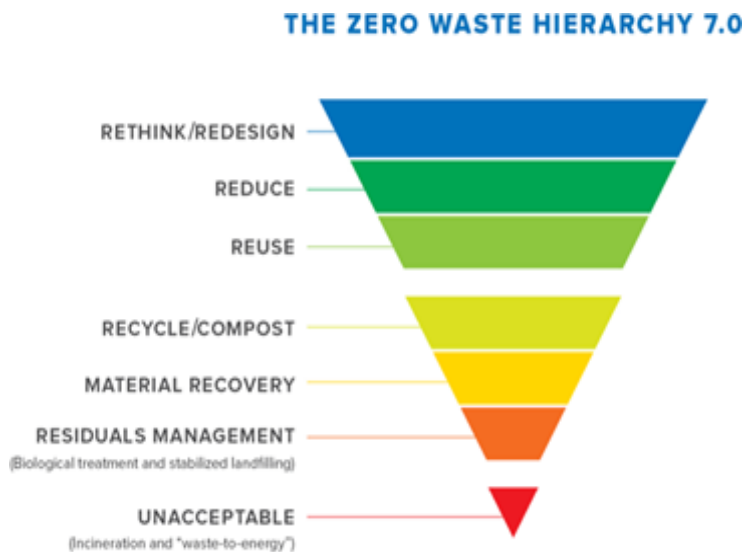 THE ZERO WASTE HIERARCHY 7.0
RETHINK/REDESIGN
REDUCE
REUSE
RECYCLE/COMPOST
MATERIAL RECOVERY
RESIDUALS MANAGEMENT
(Biological treatment and stabilized landfilling)
UNACCEPTABLE
(Incineration and "waste-to-energy")